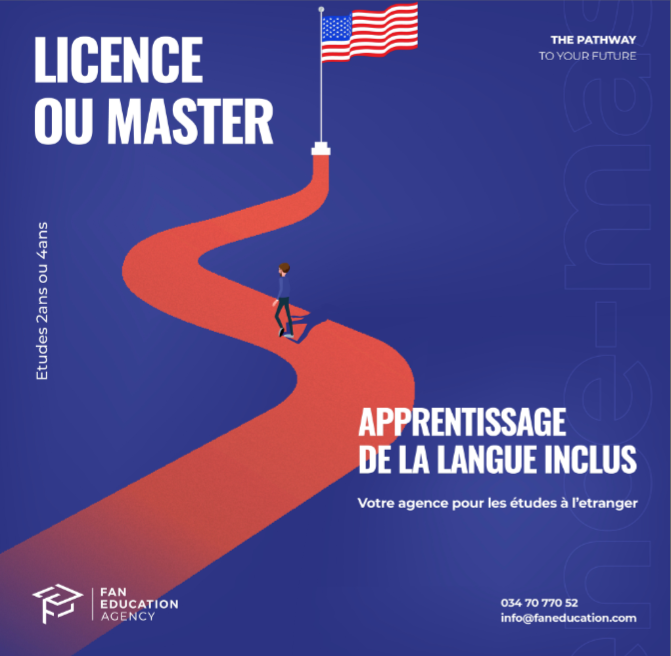 LICENCE
OU MASTER
THE PATHWAY
TO YOUR FUTURE
Etudes 2ans ou 4ans
APPRENTISSAGE
DE LA LANGUE INCLUS
Votre agence pour les études à l'etranger
FAN
EDUCATION
AGENCY
034 70 770 52
info@faneducation.com